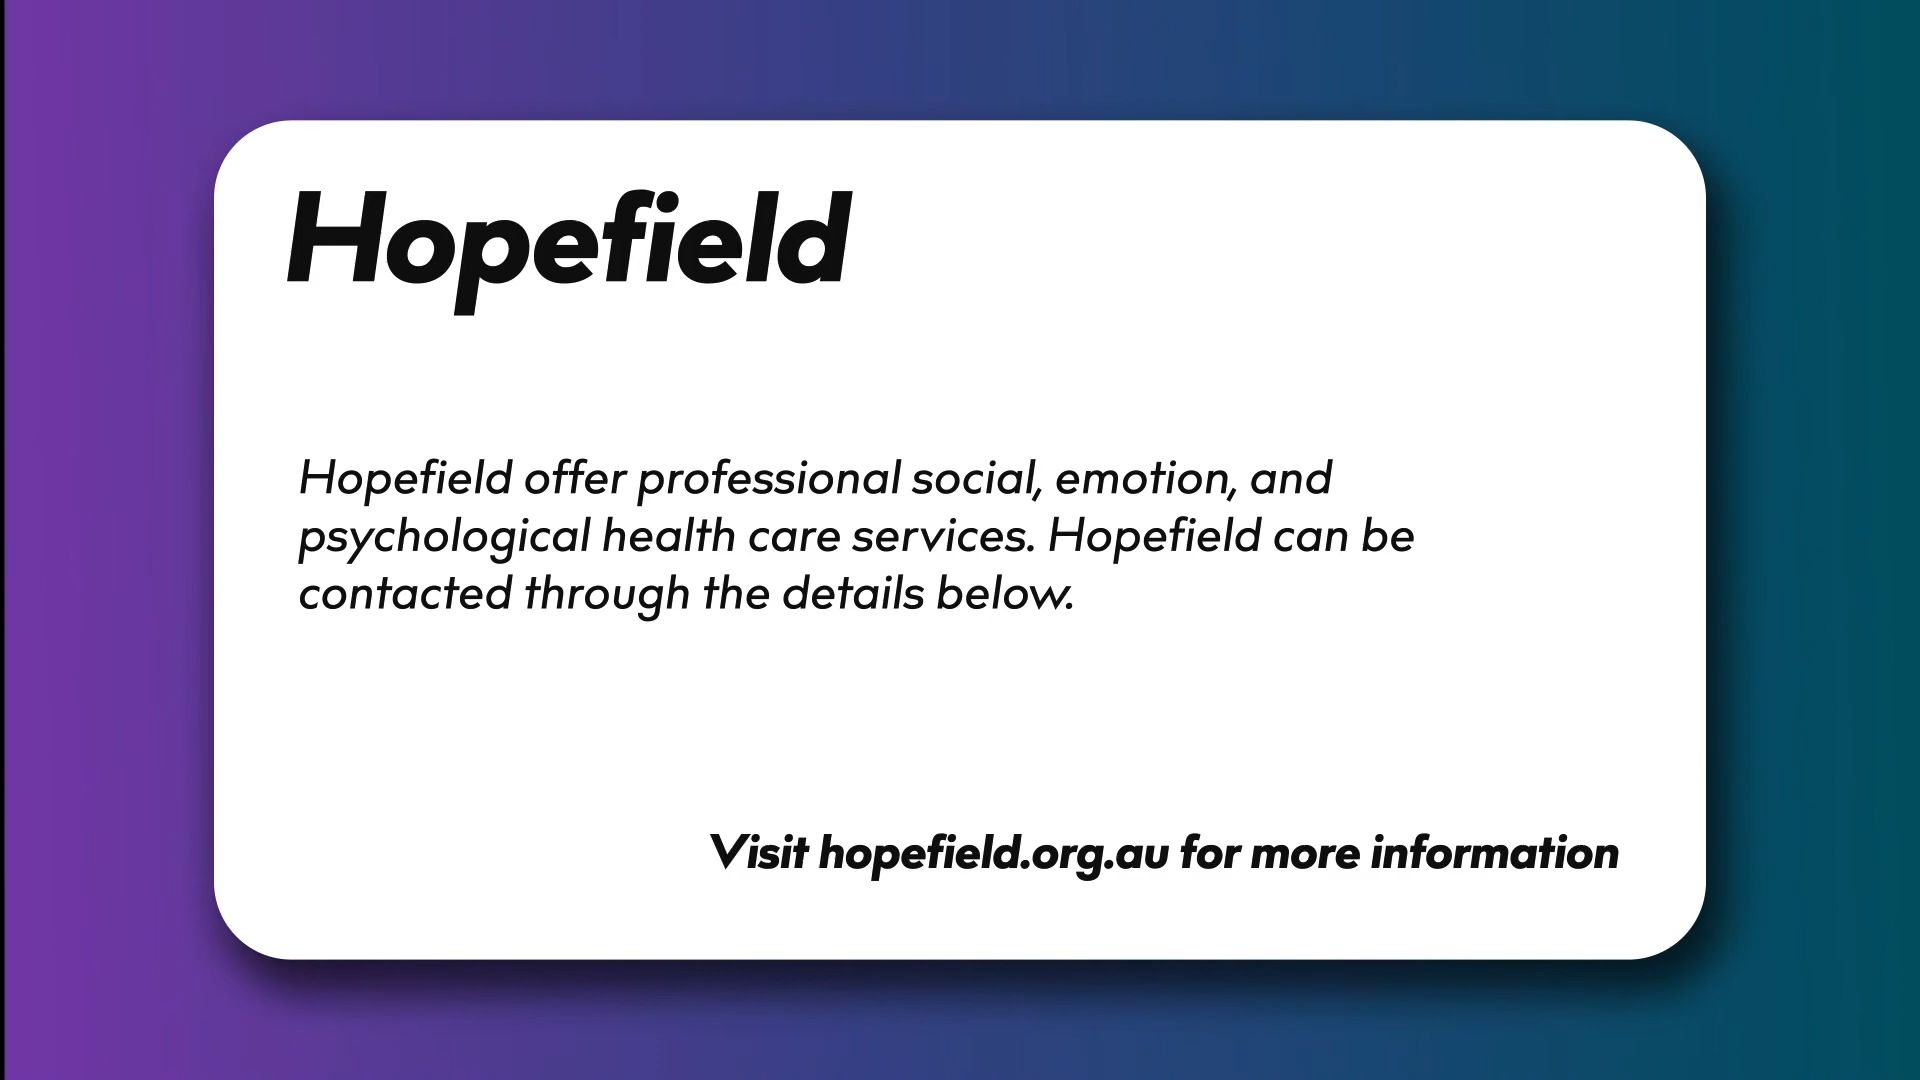 Hopefield
Hopefield offer professional social, emotion, and
psychological health care services. Hopefield can be
contacted through the details below.
Visit hopefield.org.au for more information